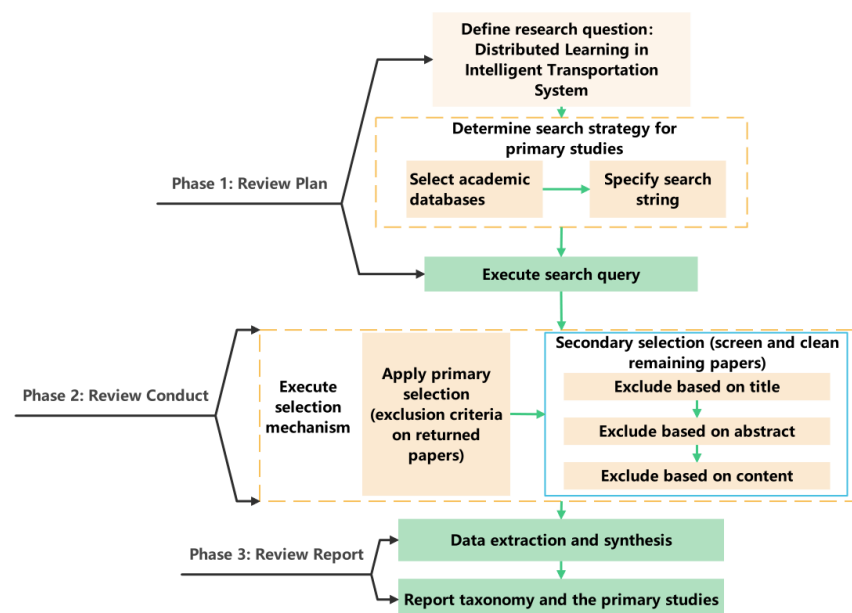 Define research question:
Distributed Learning in
Intelligent Transportation
System
Determine search strategy for
primary studies
Phase 1: Review Plan
Select academic
databases
Specify search
string
Execute search query
Phase 2: Review Conduct
Execute
selection
mechanism
Apply primary
selection
(exclusion criteria
on returned
papers)
Secondary selection (screen and clean
remaining papers)
Exclude based on title
Exclude based on abstract
Exclude based on content
Phase 3: Review Report
Data extraction and synthesis
Report taxonomy and the primary studies